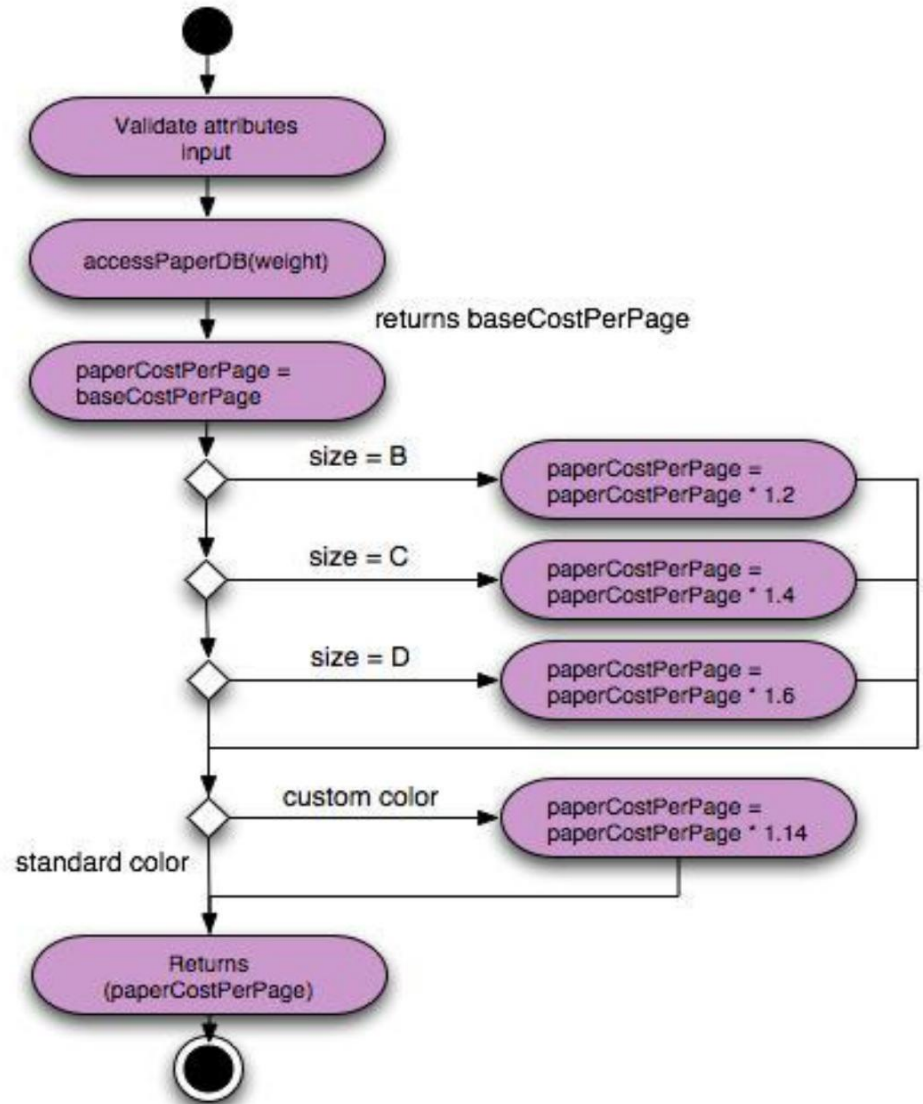 Validate attributes
input
accessPaperDB(weight)
returns baseCostPerPage
paperCostPerPage =
baseCostPerPage
size = B
paperCostPerPage =
paperCostPerPage * 1.2
size = C
paperCostPerPage =
paperCostPerPage * 1.4
size = D
paperCostPerPage =
paperCostPerPage * 1.6
custom color
paperCostPerPage =
paperCostPerPage * 1.14
standard color
Returns
(paperCostPerPage)